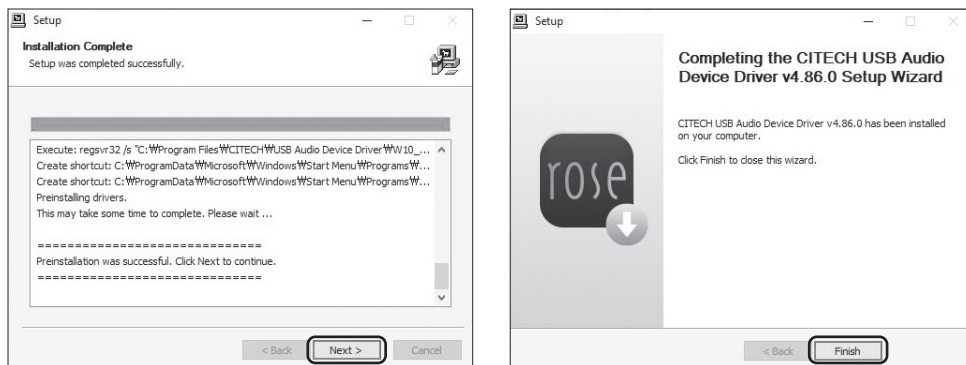 Setup
Installation Complete
Setup was completed successfully.
Execute: regsvr32 /s "C:₩Program Files₩CITECH₩USB Audio Device Driver₩W10_...
Create shortcut: C:₩ProgramData₩Microsoft₩Windows₩Start Menu₩Programs₩...
Create shortcut: C:₩ProgramData₩Microsoft₩Windows₩Start Menu₩Programs₩...
Preinstalling drivers.
This may take some time to complete. Please wait ...
==============================
Preinstallation was successful. Click Next to continue.
==============================
< Back Next > Cancel
Setup
Completing the CITECH USB Audio
Device Driver v4.86.0 Setup Wizard
CITECH USB Audio Device Driver v4.86.0 has been installed
on your computer.
Click Finish to close this wizard.
rose
< Back Finish